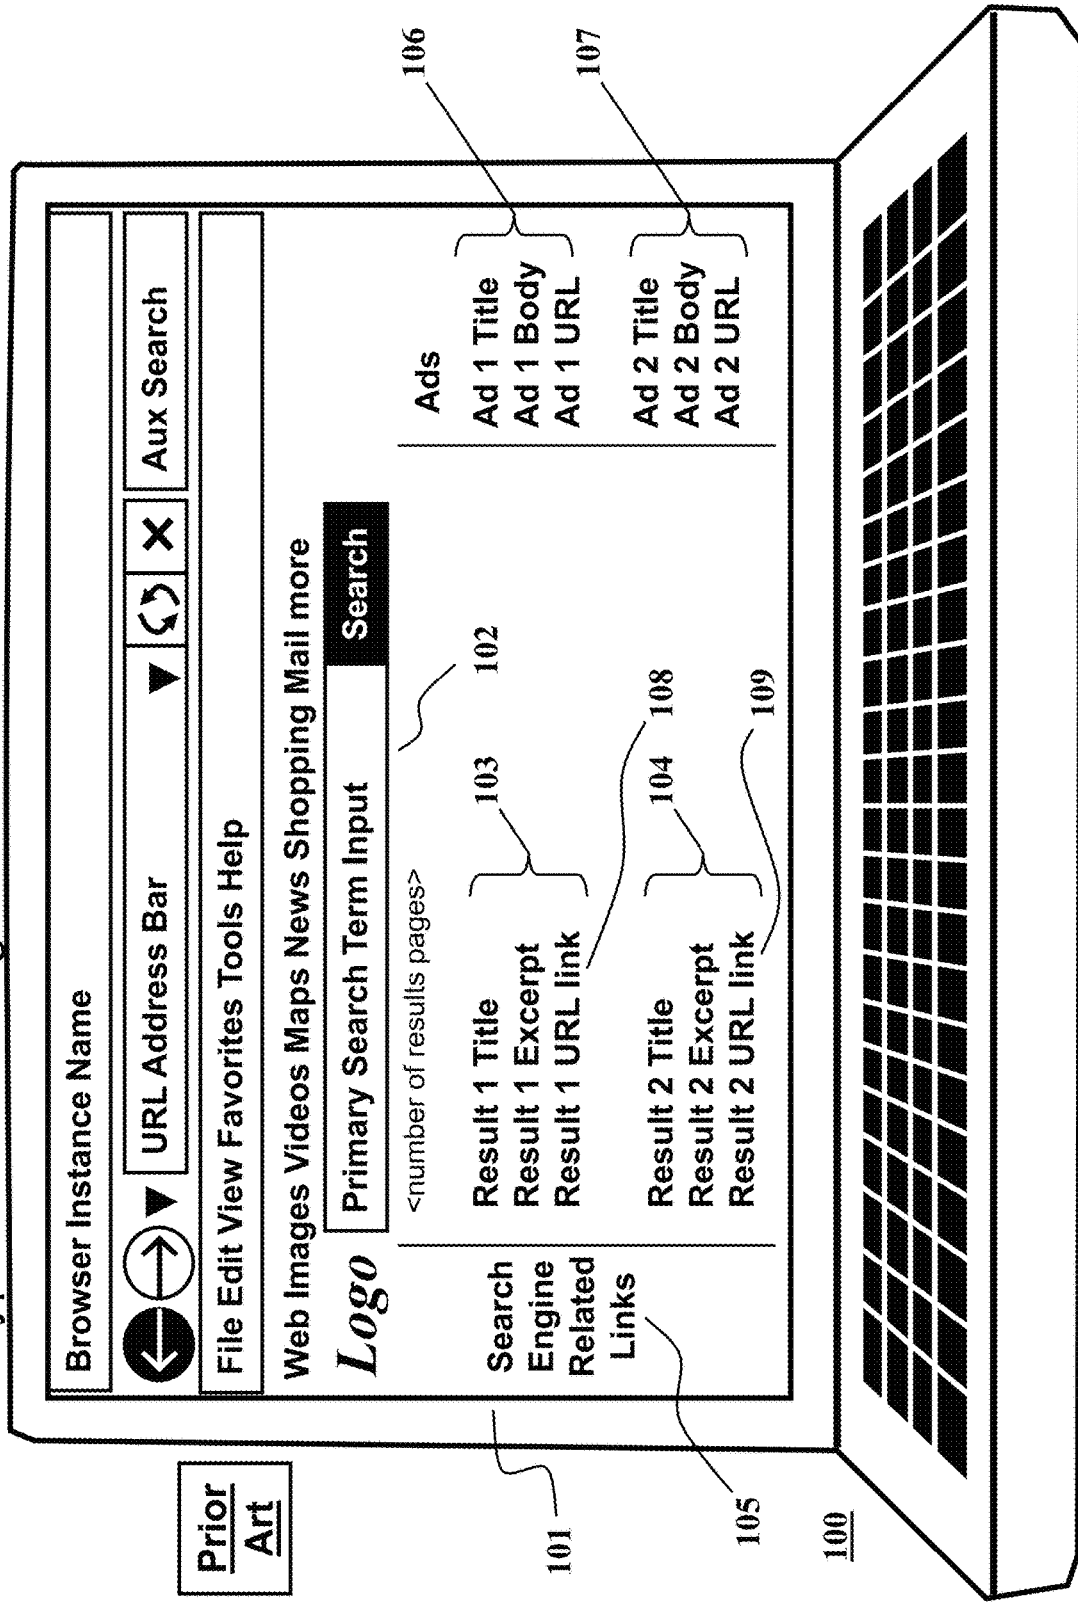 Prior
Art
Browser Instance Name
URL Address Bar
Aux Search
File Edit View Favorites Tools Help
Web Images Videos Maps News Shopping Mail more
Logo
Primary Search Term Input
Search
<number of results pages>
102
Search
Engine
Related
Links
105
Result 1 Title
Result 1 Excerpt
Result 1 URL link
103
108
Result 2 Title
Result 2 Excerpt
Result 2 URL link
104
109
Ads
Ad 1 Title
Ad 1 Body
Ad 1 URL
106
Ad 2 Title
Ad 2 Body
Ad 2 URL
107
101
100